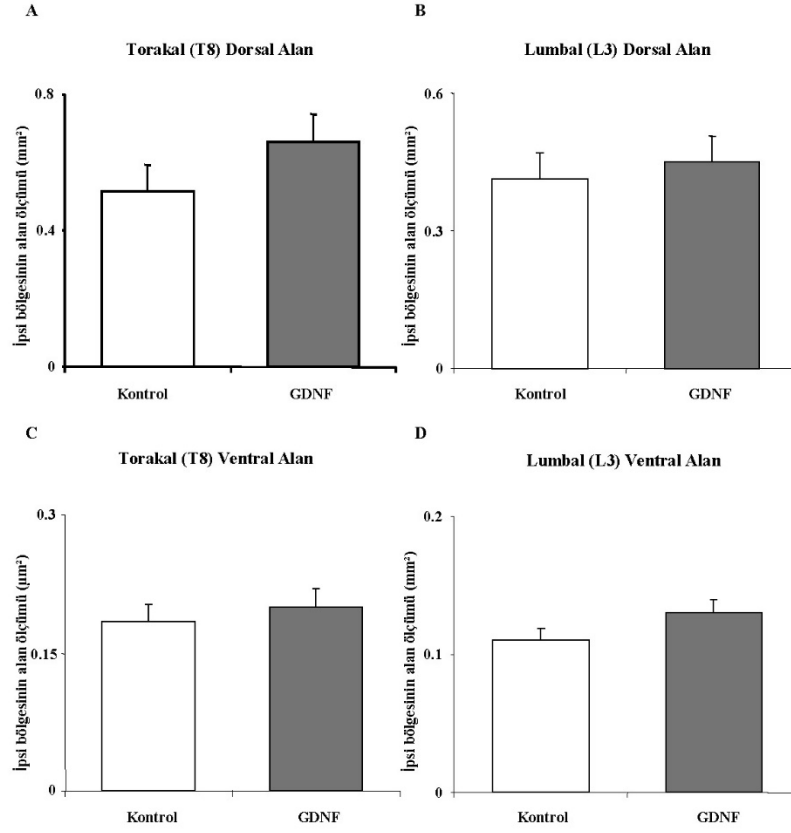 A
Torakal (T8) Dorsal Alan
İpsi bölgesinin alan ölçümü (mm²)
0.8
0.4
0
Kontrol
GDNF
B
Lumbal (L3) Dorsal Alan
İpsi bölgesinin alan ölçümü (mm²)
0.6
0.3
0
Kontrol
GDNF
C
Torakal (T8) Ventral Alan
İpsi bölgesinin alan ölçümü (µm²)
0.3
0.15
0
Kontrol
GDNF
D
Lumbal (L3) Ventral Alan
İpsi bölgesinin alan ölçümü (mm²)
0.2
0.1
0
Kontrol
GDNF